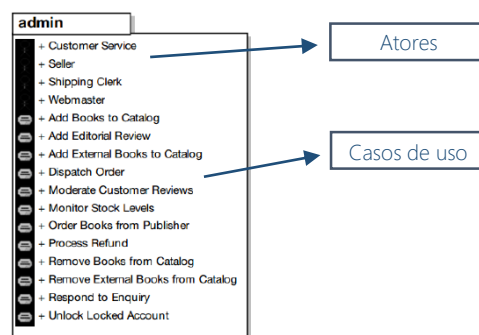 admin
+ Customer Service
+ Seller
+ Shipping Clerk
+ Webmaster
+ Add Books to Catalog
+ Add Editorial Review
+ Add External Books to Catalog
+ Dispatch Order
+ Moderate Customer Reviews
+ Monitor Stock Levels
+ Order Books from Publisher
+ Process Refund
+ Remove Books from Catalog
+ Remove External Books from Catalog
+ Respond to Enquiry
+ Unlock Locked Account
Atores
Casos de uso